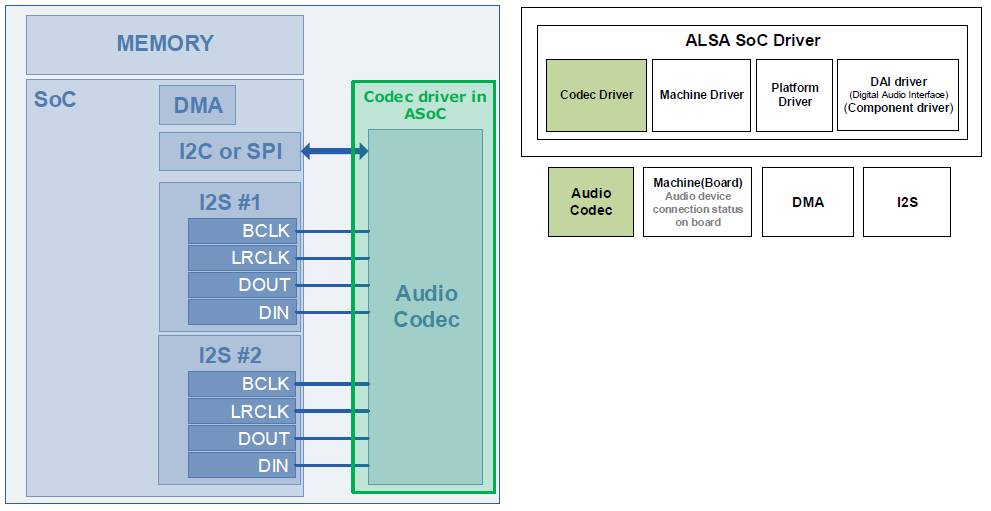 MEMORY
SoC
DMA
I2C or SPI
I2S #1
BCLK
LRCLK
DOUT
DIN
I2S #2
BCLK
LRCLK
DOUT
DIN
Codec driver in
ASoC
Audio
Codec
ALSA SoC Driver
Codec Driver
Machine Driver
Platform
Driver
DAI driver
(Digital Audio Interface)
(Component driver)
Audio
Codec
Machine(Board)
Audio device
connection status
on board
DMA
I2S